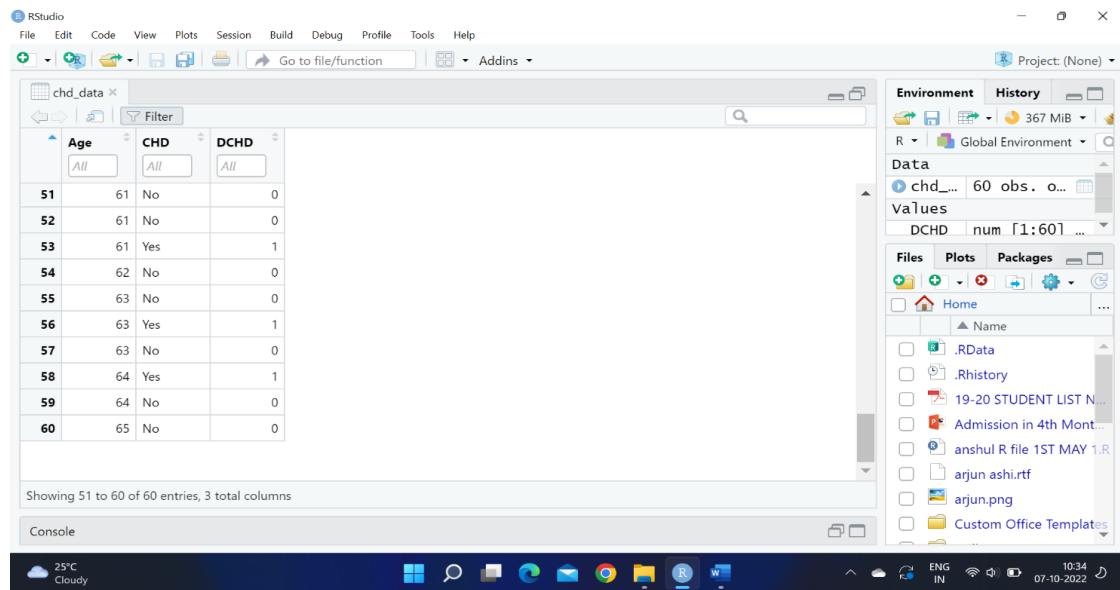 RStudio
File Edit Code View Plots Session Build Debug Profile Tools Help
Go to file/function Addins Project: (None)
chd_data
Filter
Age CHD DCHD
All All All
51 61 No 0
52 61 No 0
53 61 Yes 1
54 62 No 0
55 63 No 0
56 63 Yes 1
57 63 No 0
58 64 Yes 1
59 64 No 0
60 65 No 0
Showing 51 to 60 of 60 entries, 3 total columns
Console
Environment History
367 MiB
R Global Environment
Data
chd_... 60 obs. o...
Values
DCHD num [1:60] ...
Files Plots Packages
Home ...
Name
.RData
.Rhistory
19-20 STUDENT LIST N...
Admission in 4th Mont...
anshul R file 1ST MAY 1.R
arjun ashi.rtf
arjun.png
Custom Office Templates
25°C
Cloudy
ENG
IN
10:34
07-10-2022